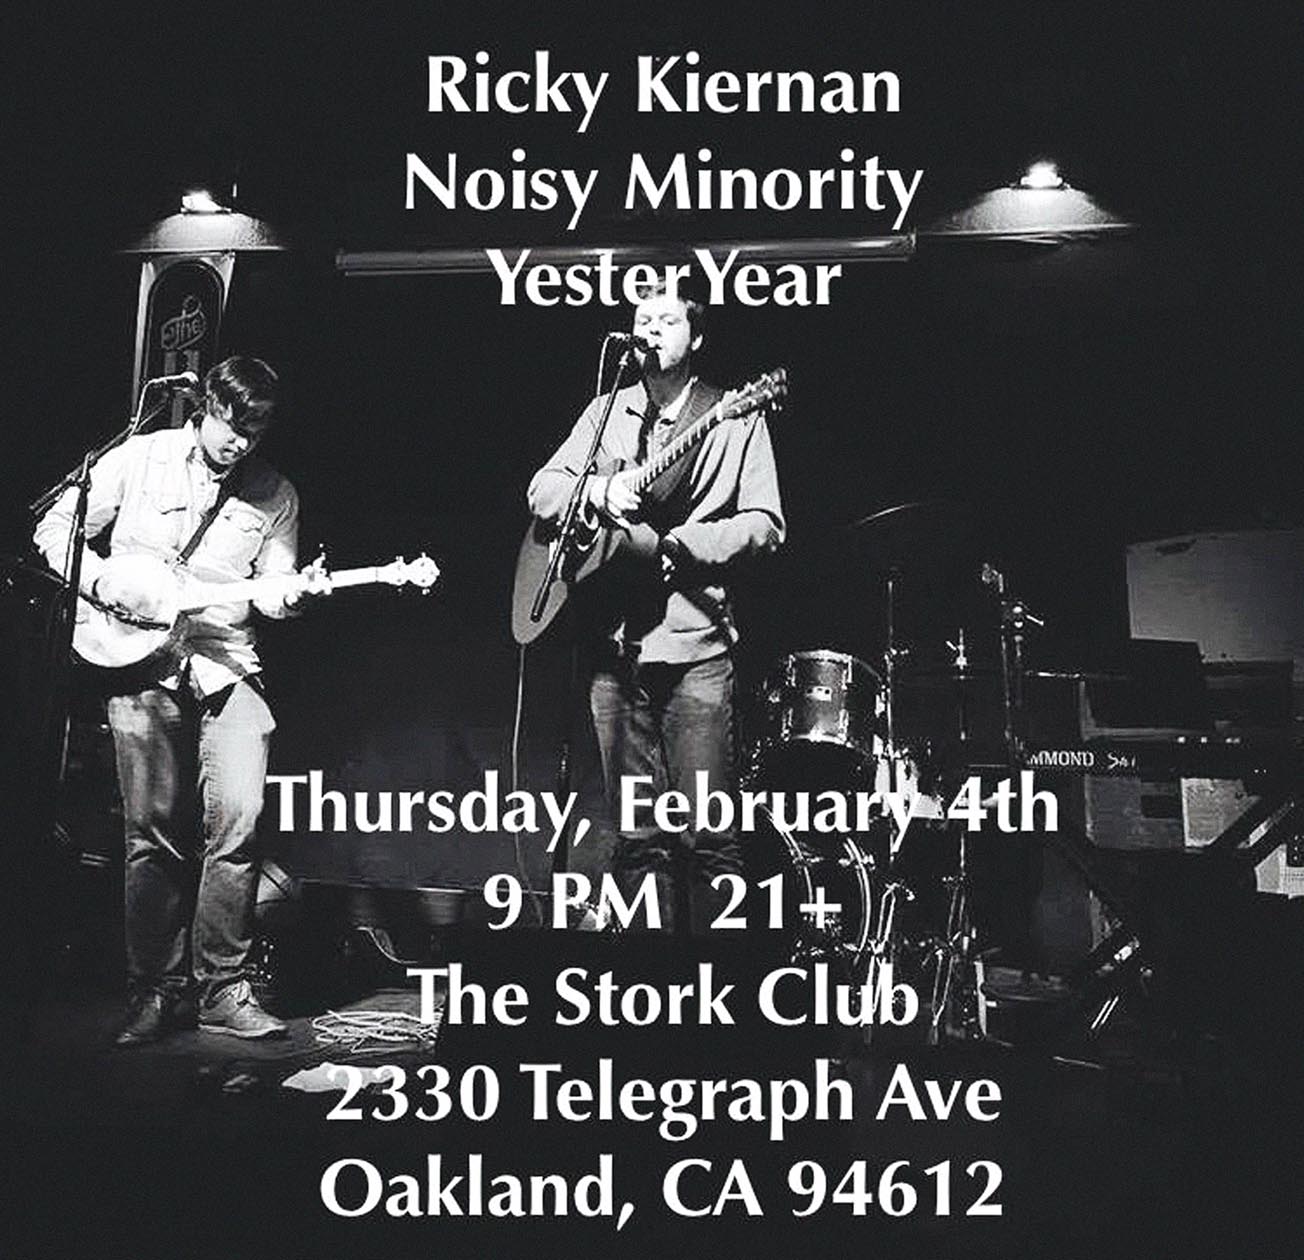 Ricky Kiernan
Noisy Minority
YesterYear
The
Thursday, February 4th
9 PM 21+
The Stork Club
2330 Telegraph Ave
Oakland, CA 94612